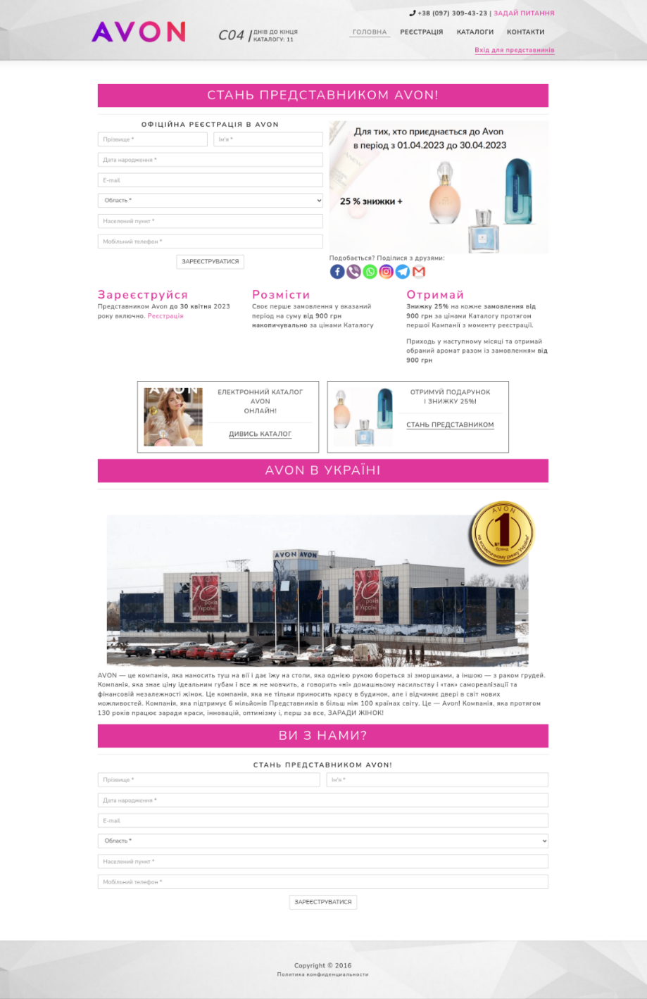 +38 (097) 309-43-23 | ЗАДАЙ ПИТАННЯ
AVON
C04 / ДНІВ ДО КІНЦЯ
КАТАЛОГУ: 11
ГОЛОВНА РЕЄСТРАЦІЯ КАТАЛОГИ КОНТАКТИ
Вхід для представників
СТАНЬ ПРЕДСТАВНИКОМ AVON!
ОФІЦІЙНА РЕЄСТРАЦІЯ В AVON
Прізвище * Ім'я *
Дата народження *
E-mail
Область *
Населений пункт *
Мобільний телефон *
ЗАРЕЄСТРУВАТИСЯ
Для тих, хто приєднається до Avon
в період з 01.04.2023 до 30.04.2023
25 % знижки +
Подобається? Поділися з друзями:
Зареєструйся
Представником Avon до 30 квітня 2023
року включно. Реєстрація
Розмісти
Своє перше замовлення у вказаний
період на суму від 900 грн
накопичувально за цінами Каталогу
Отримай
Знижку 25% на кожне замовлення від
900 грн за цінами Каталогу протягом
першої Кампанії з моменту реєстрації.
Приходь у наступному місяці та отримай
обраний аромат разом із замовленням від
900 грн
AVON
ЕЛЕКТРОННИЙ КАТАЛОГ
AVON
ОНЛАЙН!
ДИВИСЬ КАТАЛОГ
ОТРИМУЙ ПОДАРУНОК
І ЗНИЖКУ 25%!
СТАНЬ ПРЕДСТАВНИКОМ
AVON В УКРАЇНІ
AVON
1
№
бренд
на косметичному ринку України
AVON AVON
AVON
10
років
в Україні
AVON
10
років
в Україні
AVON — це компанія, яка наносить туш на вії і дає їжу на столи, яка однією рукою бореться зі зморшками, а іншою — з раком грудей.
Компанія, яка знає ціну ідеальним губам і все ж не мовчить, а говорить «ні» домашньому насильству і «так» самореалізації та
фінансовій незалежності жінок. Це компанія, яка не тільки приносить красу в будинок, але і відчиняє двері в світ нових
можливостей. Компанія, яка підтримує 6 мільйонів Представників в більш ніж 100 країнах світу. Це — Avon! Компанія, яка протягом
130 років працює заради краси, інновацій, оптимізму і, перш за все, ЗАРАДИ ЖІНОК!
ВИ З НАМИ?
СТАНЬ ПРЕДСТАВНИКОМ AVON!
Прізвище * Ім'я *
Дата народження *
E-mail
Область *
Населений пункт *
Мобільний телефон *
ЗАРЕЄСТРУВАТИСЯ
Copyright © 2016
Политика конфиденциальности